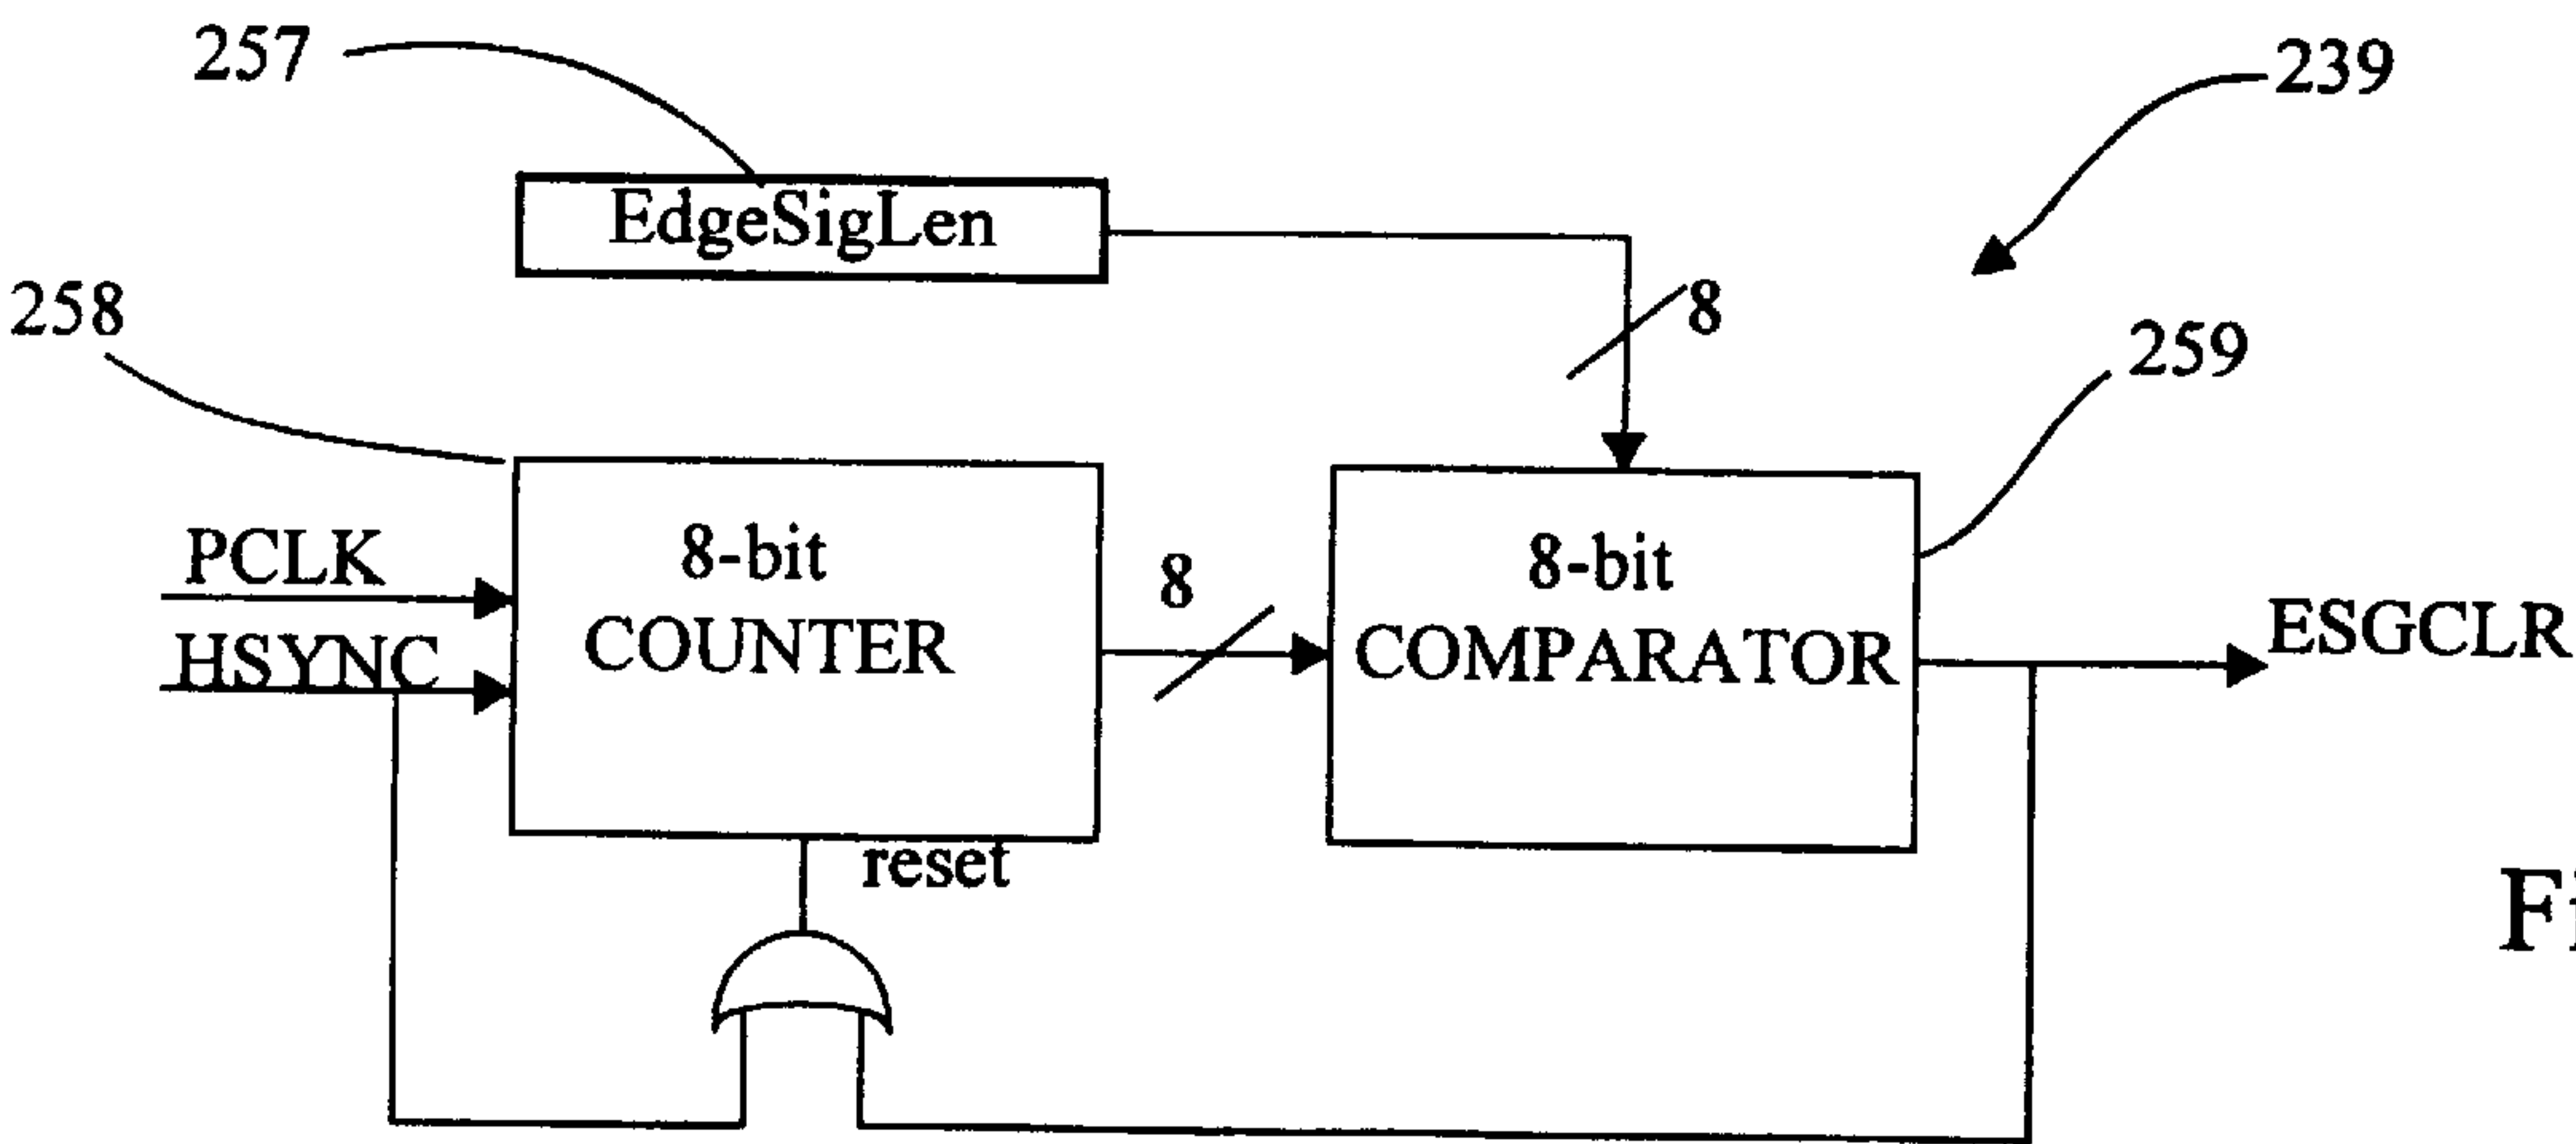 257
239
EdgeSigLen
258
8
259
PCLK
HSYNC
8-bit
COUNTER
8
8-bit
COMPARATOR
ESGCLR
reset